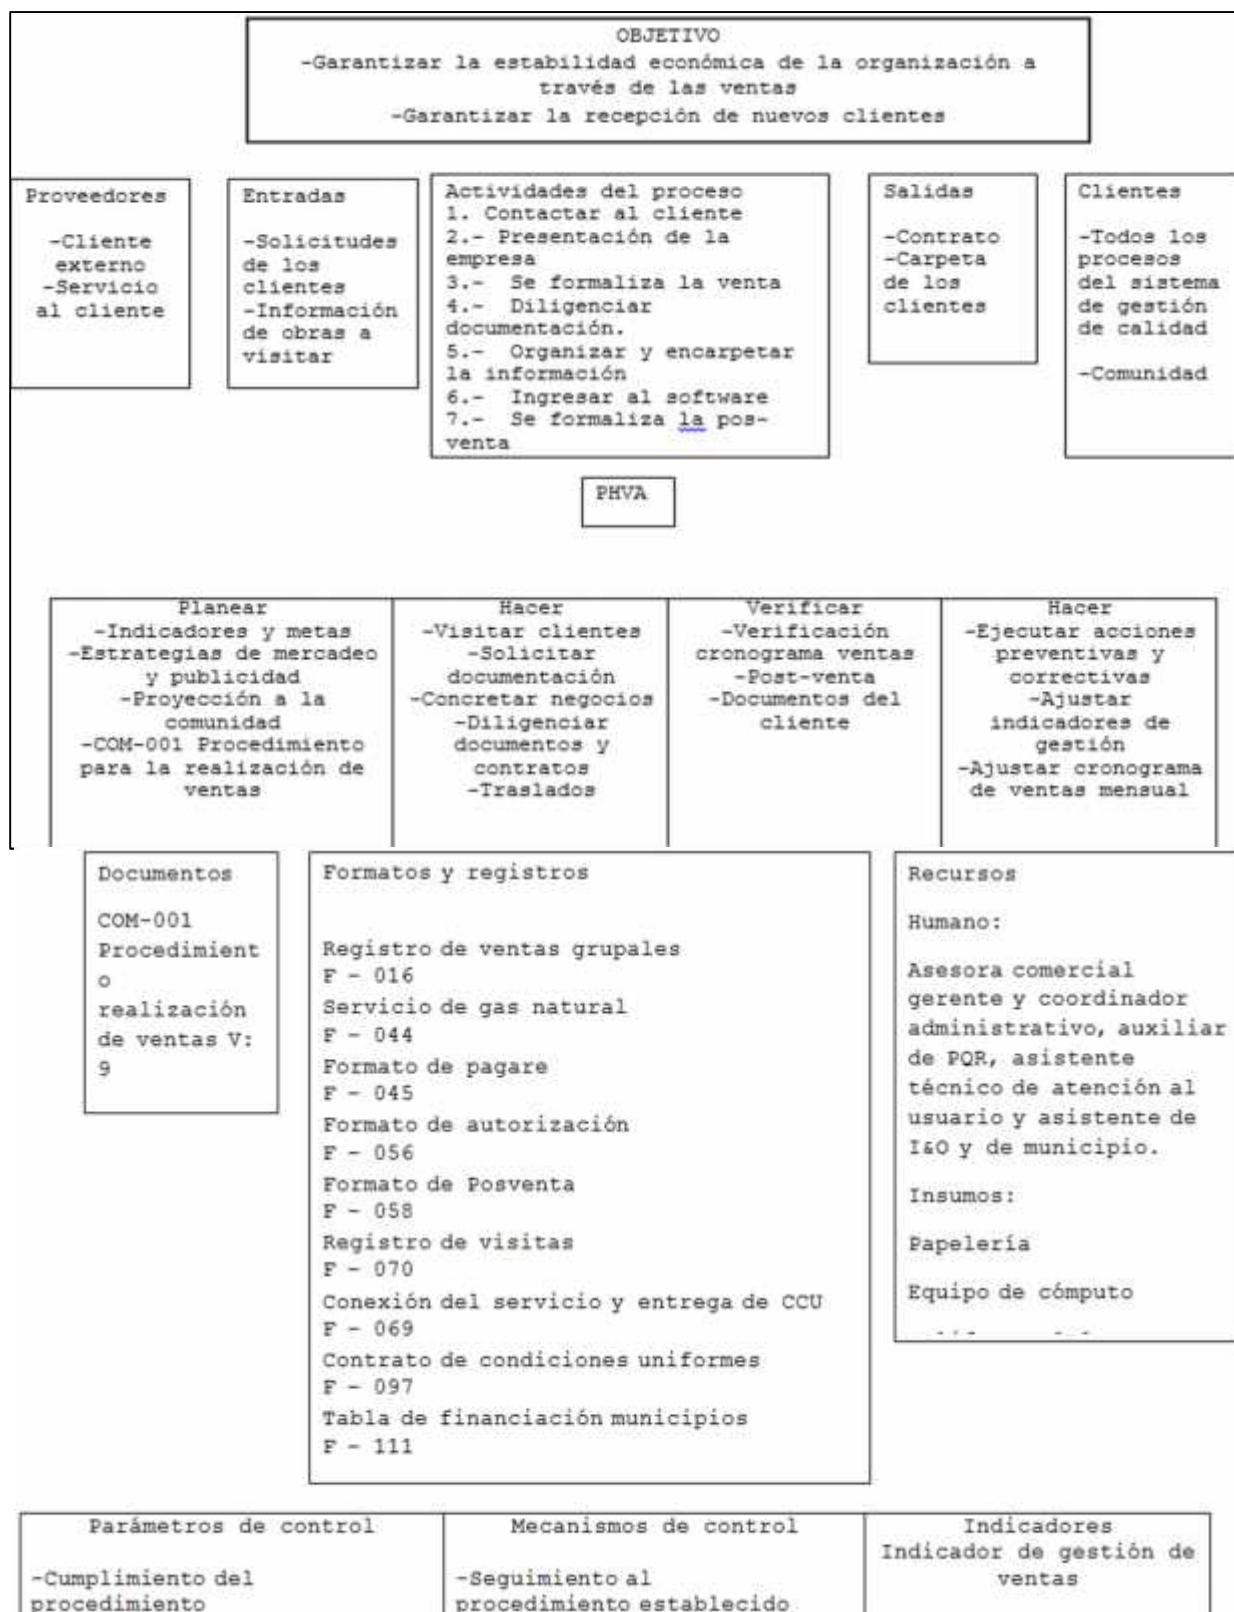 OBJETIVO
-Garantizar la estabilidad económica de la organización a
través de las ventas
-Garantizar la recepción de nuevos clientes
Proveedores
-Cliente
externo
-Servicio
al cliente
Entradas
-Solicitudes
de los
clientes
-Información
de obras a
visitar
Actividades del proceso
1. Contactar al cliente
2.- Presentación de la
empresa
3.- Se formaliza la venta
4.- Diligenciar
documentación.
5.- Organizar y encarpetar
la información
6.- Ingresar al software
7.- Se formaliza la pos-
venta
Salidas
-Contrato
-Carpeta
de los
clientes
Clientes
-Todos los
procesos
del sistema
de gestión
de calidad
-Comunidad
PHVA
Planear
-Indicadores y metas
-Estrategias de mercadeo
y publicidad
-Proyección a la
comunidad
-COM-001 Procedimiento
para la realización de
ventas
Hacer
-Visitar clientes
-Solicitar
documentación
-Concretar negocios
-Diligenciar
documentos y
contratos
-Traslados
Verificar
-Verificación
cronograma ventas
-Post-venta
-Documentos del
cliente
Hacer
-Ejecutar acciones
preventivas y
correctivas
-Ajustar
indicadores de
gestión
-Ajustar cronograma
de ventas mensual
Documentos
COM-001
Procedimient
o
realización
de ventas V:
9
Formatos y registros
Registro de ventas grupales
F - 016
Servicio de gas natural
F - 044
Formato de pagare
F - 045
Formato de autorización
F - 056
Formato de Posventa
F - 058
Registro de visitas
F - 070
Conexión del servicio y entrega de CCU
F - 069
Contrato de condiciones uniformes
F - 097
Tabla de financiación municipios
F - 111
Recursos
Humano:
Asesora comercial
gerente y coordinador
administrativo, auxiliar
de PQR, asistente
técnico de atención al
usuario y asistente de
I&O y de municipio.
Insumos:
Papelería
Equipo de cómputo
Parámetros de control
-Cumplimiento del
procedimiento
Mecanismos de control
-Seguimiento al
procedimiento establecido
Indicadores
Indicador de gestión de
ventas